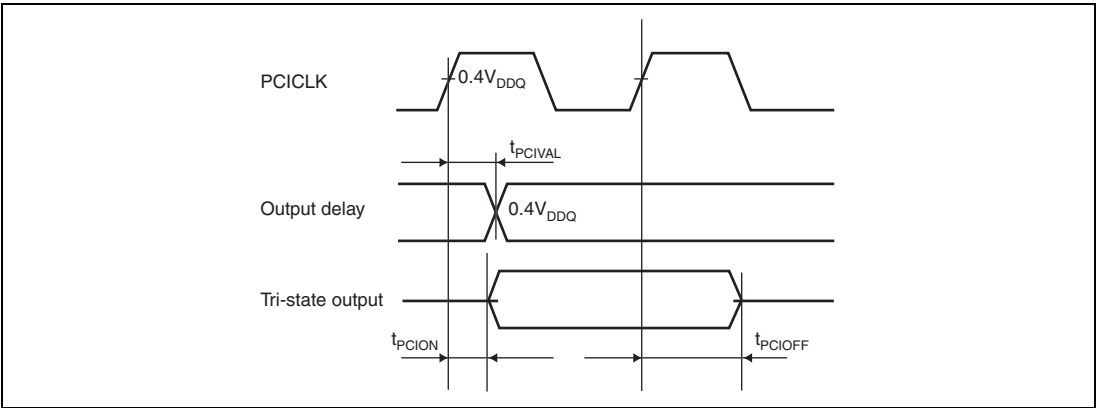 PCICLK
0.4VDDQ
tPCIVAL
Output delay
0.4VDDQ
Tri-state output
tPCION
tPCIOFF